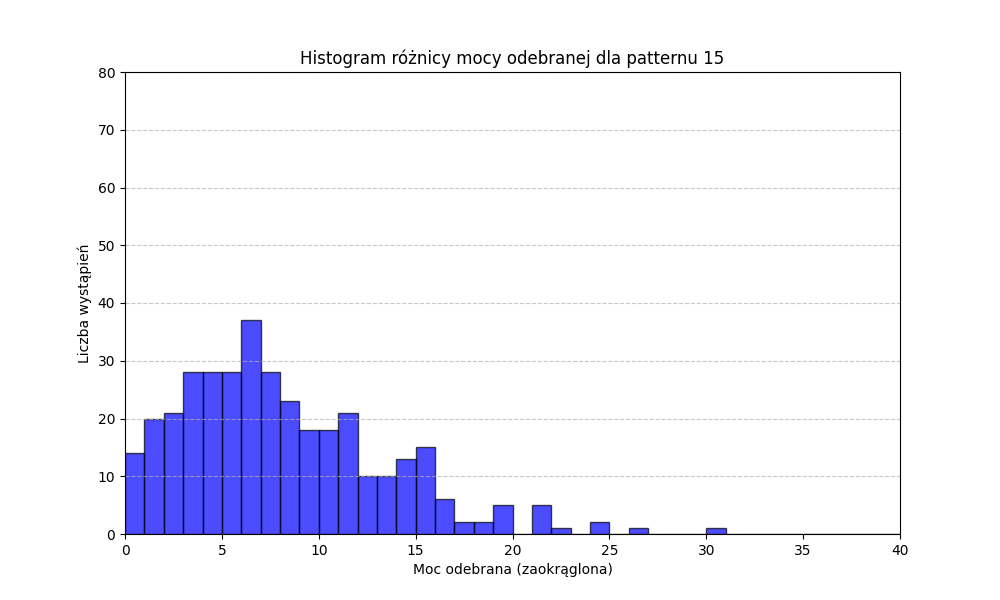 Histogram różnicy mocy odebranej dla patternu 15
80
70
60
50
40
30
20
10
0
Liczba wystąpień
0 5 10 15 20 25 30 35 40
Moc odebrana (zaokrąglona)